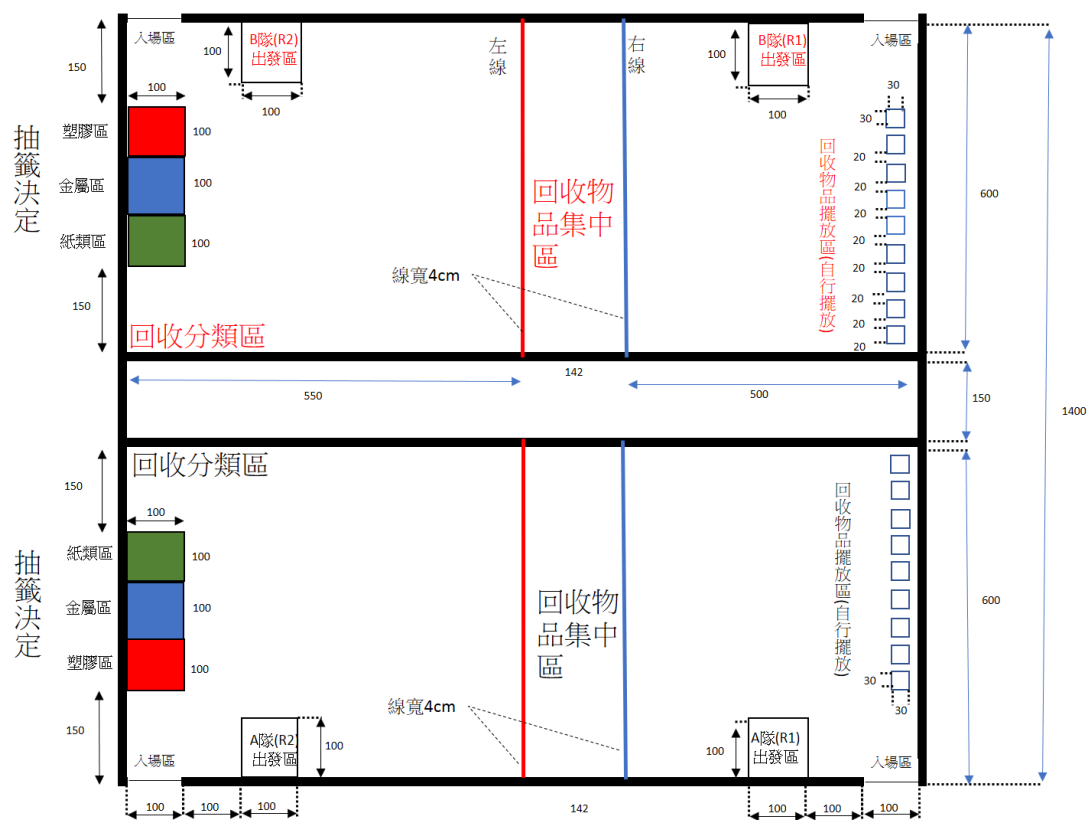 入場區
B隊(R2)
出發區
100
100
左
線
右
線
B隊(R1)
出發區
100
100
入場區
150
100
塑膠區
100
金屬區
100
紙類區
100
抽
籤
決
定
150
回收分類區
回收物
品集中
區
線寬4cm
回收物品擺放區(自行擺放)
30
30
20
20
20
20
20
20
20
20
600
142
550
500
150
1400
回收分類區
150
100
紙類區
100
金屬區
100
塑膠區
100
抽
籤
決
定
150
回收物
品集中
區
線寬4cm
回收物品擺放區(自行擺放)
30
30
600
入場區
A隊(R2)
出發區
100
A隊(R1)
出發區
100
入場區
100
100
100
142
100
100
100